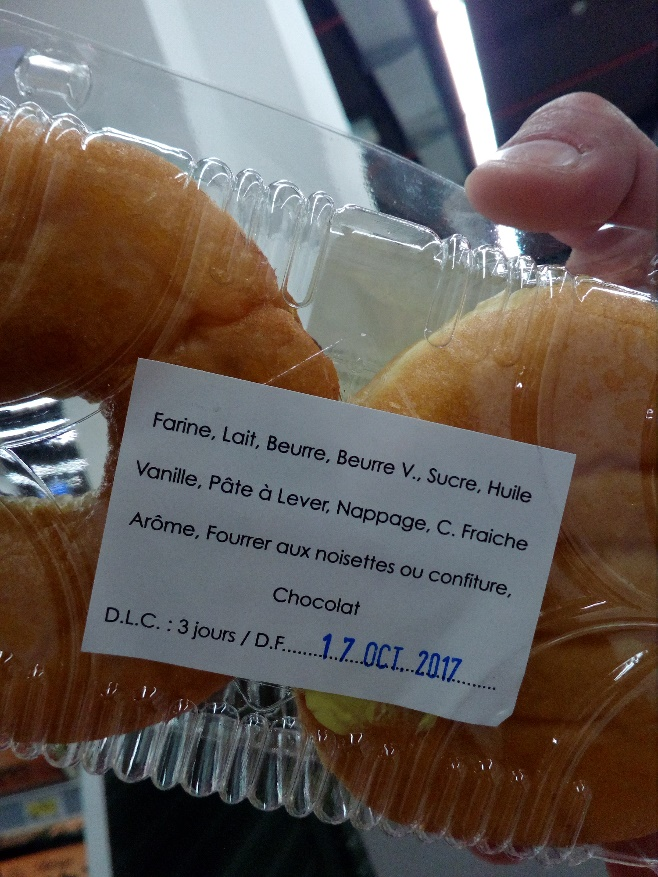 Farine, Lait, Beurre, Beurre V., Sucre, Huile
Vanille, Pâte à Lever, Nappage, C. Fraiche
Arôme, Fourrer aux noisettes ou confiture,
Chocolat
D.L.C. : 3 jours / D.F........17 OCT. 2017............